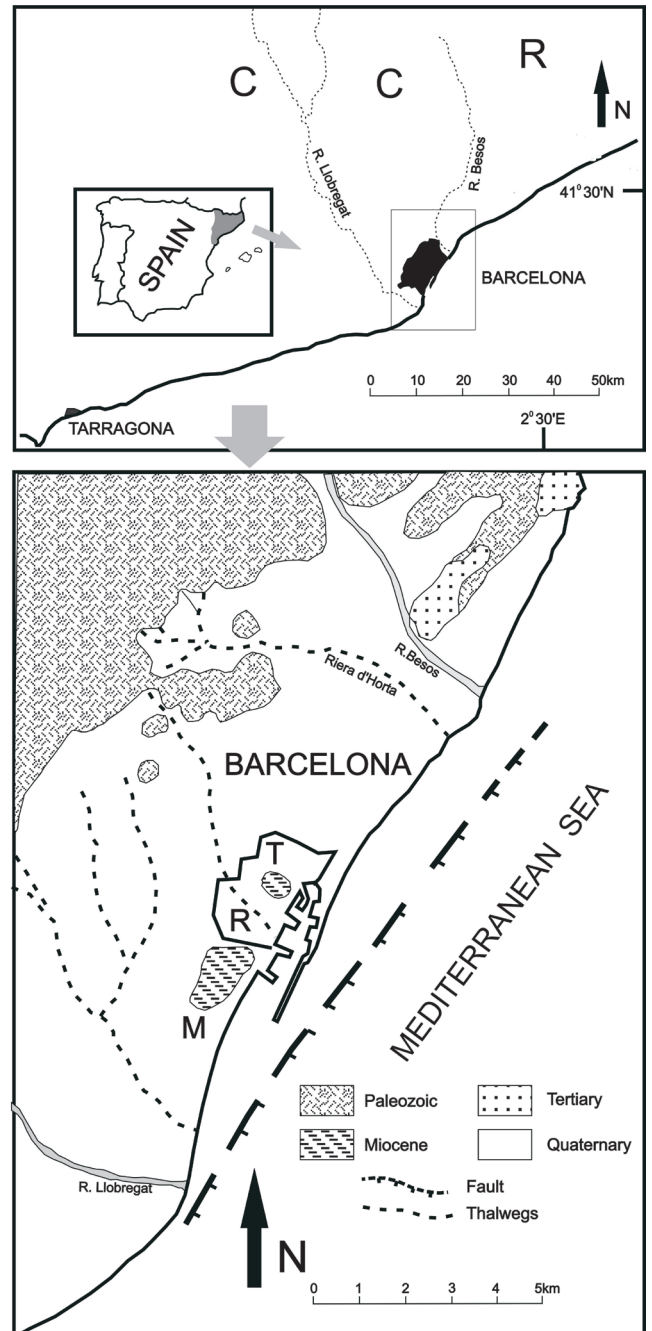 C
C
R
N
R. Llobregat
R. Besos
41°30'N
SPAIN
BARCELONA
0 10 20 30 40 50km
TARRAGONA
2°30'E
R.Besos
Riera d'Horta
BARCELONA
T
R
M
MEDITERRANEAN SEA
Paleozoic
Tertiary
Miocene
Quaternary
Fault
Thalwegs
R. Llobregat
N
0 1 2 3 4 5km